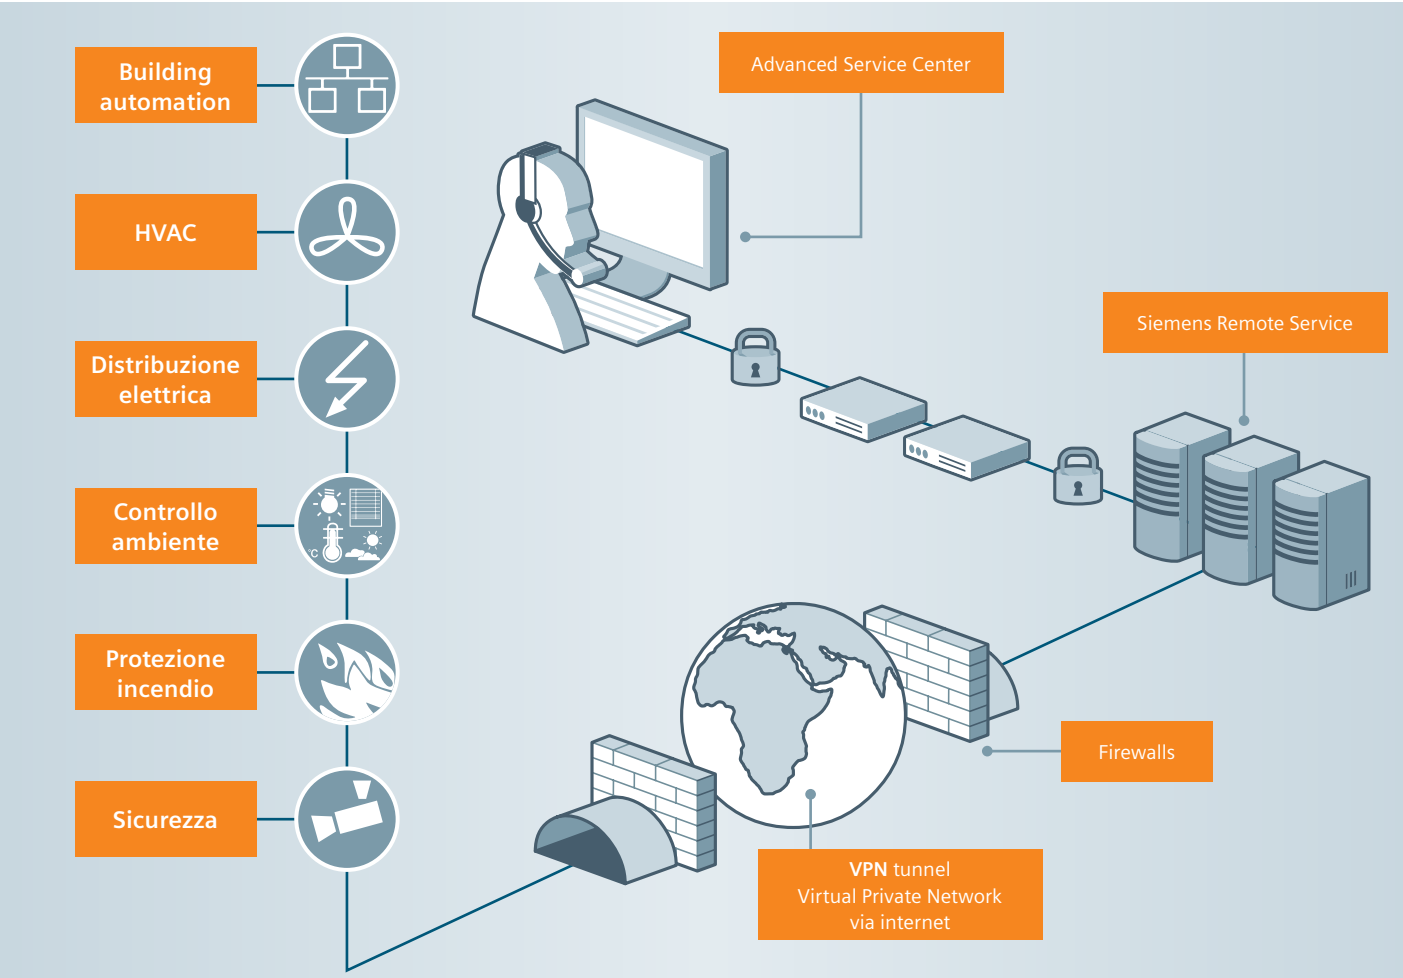 Building
automation
HVAC
Distribuzione
elettrica
Controllo
ambiente
°C
Protezione
incendio
Sicurezza
Advanced Service Center
Siemens Remote Service
Firewalls
VPN tunnel
Virtual Private Network
via internet